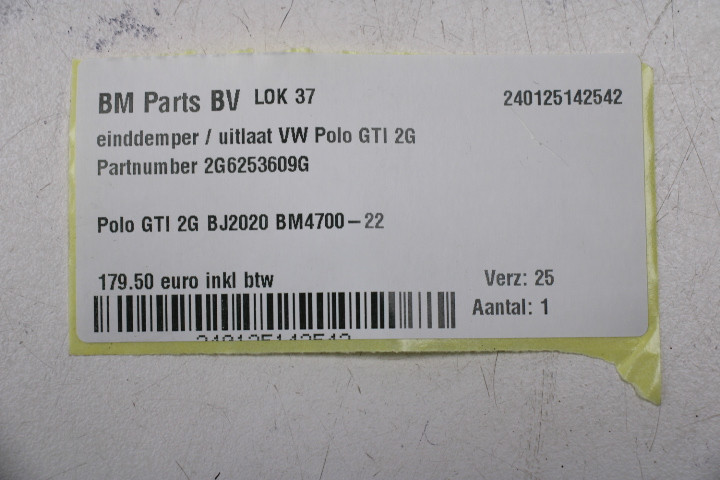 BM Parts BV LOK 37 240125142542
einddemper / uitlaat VW Polo GTI 2G
Partnumber 2G6253609G
Polo GTI 2G BJ2020 BM4700-22
179.50 euro inkl btw Verz: 25
Aantal: 1
240125142542